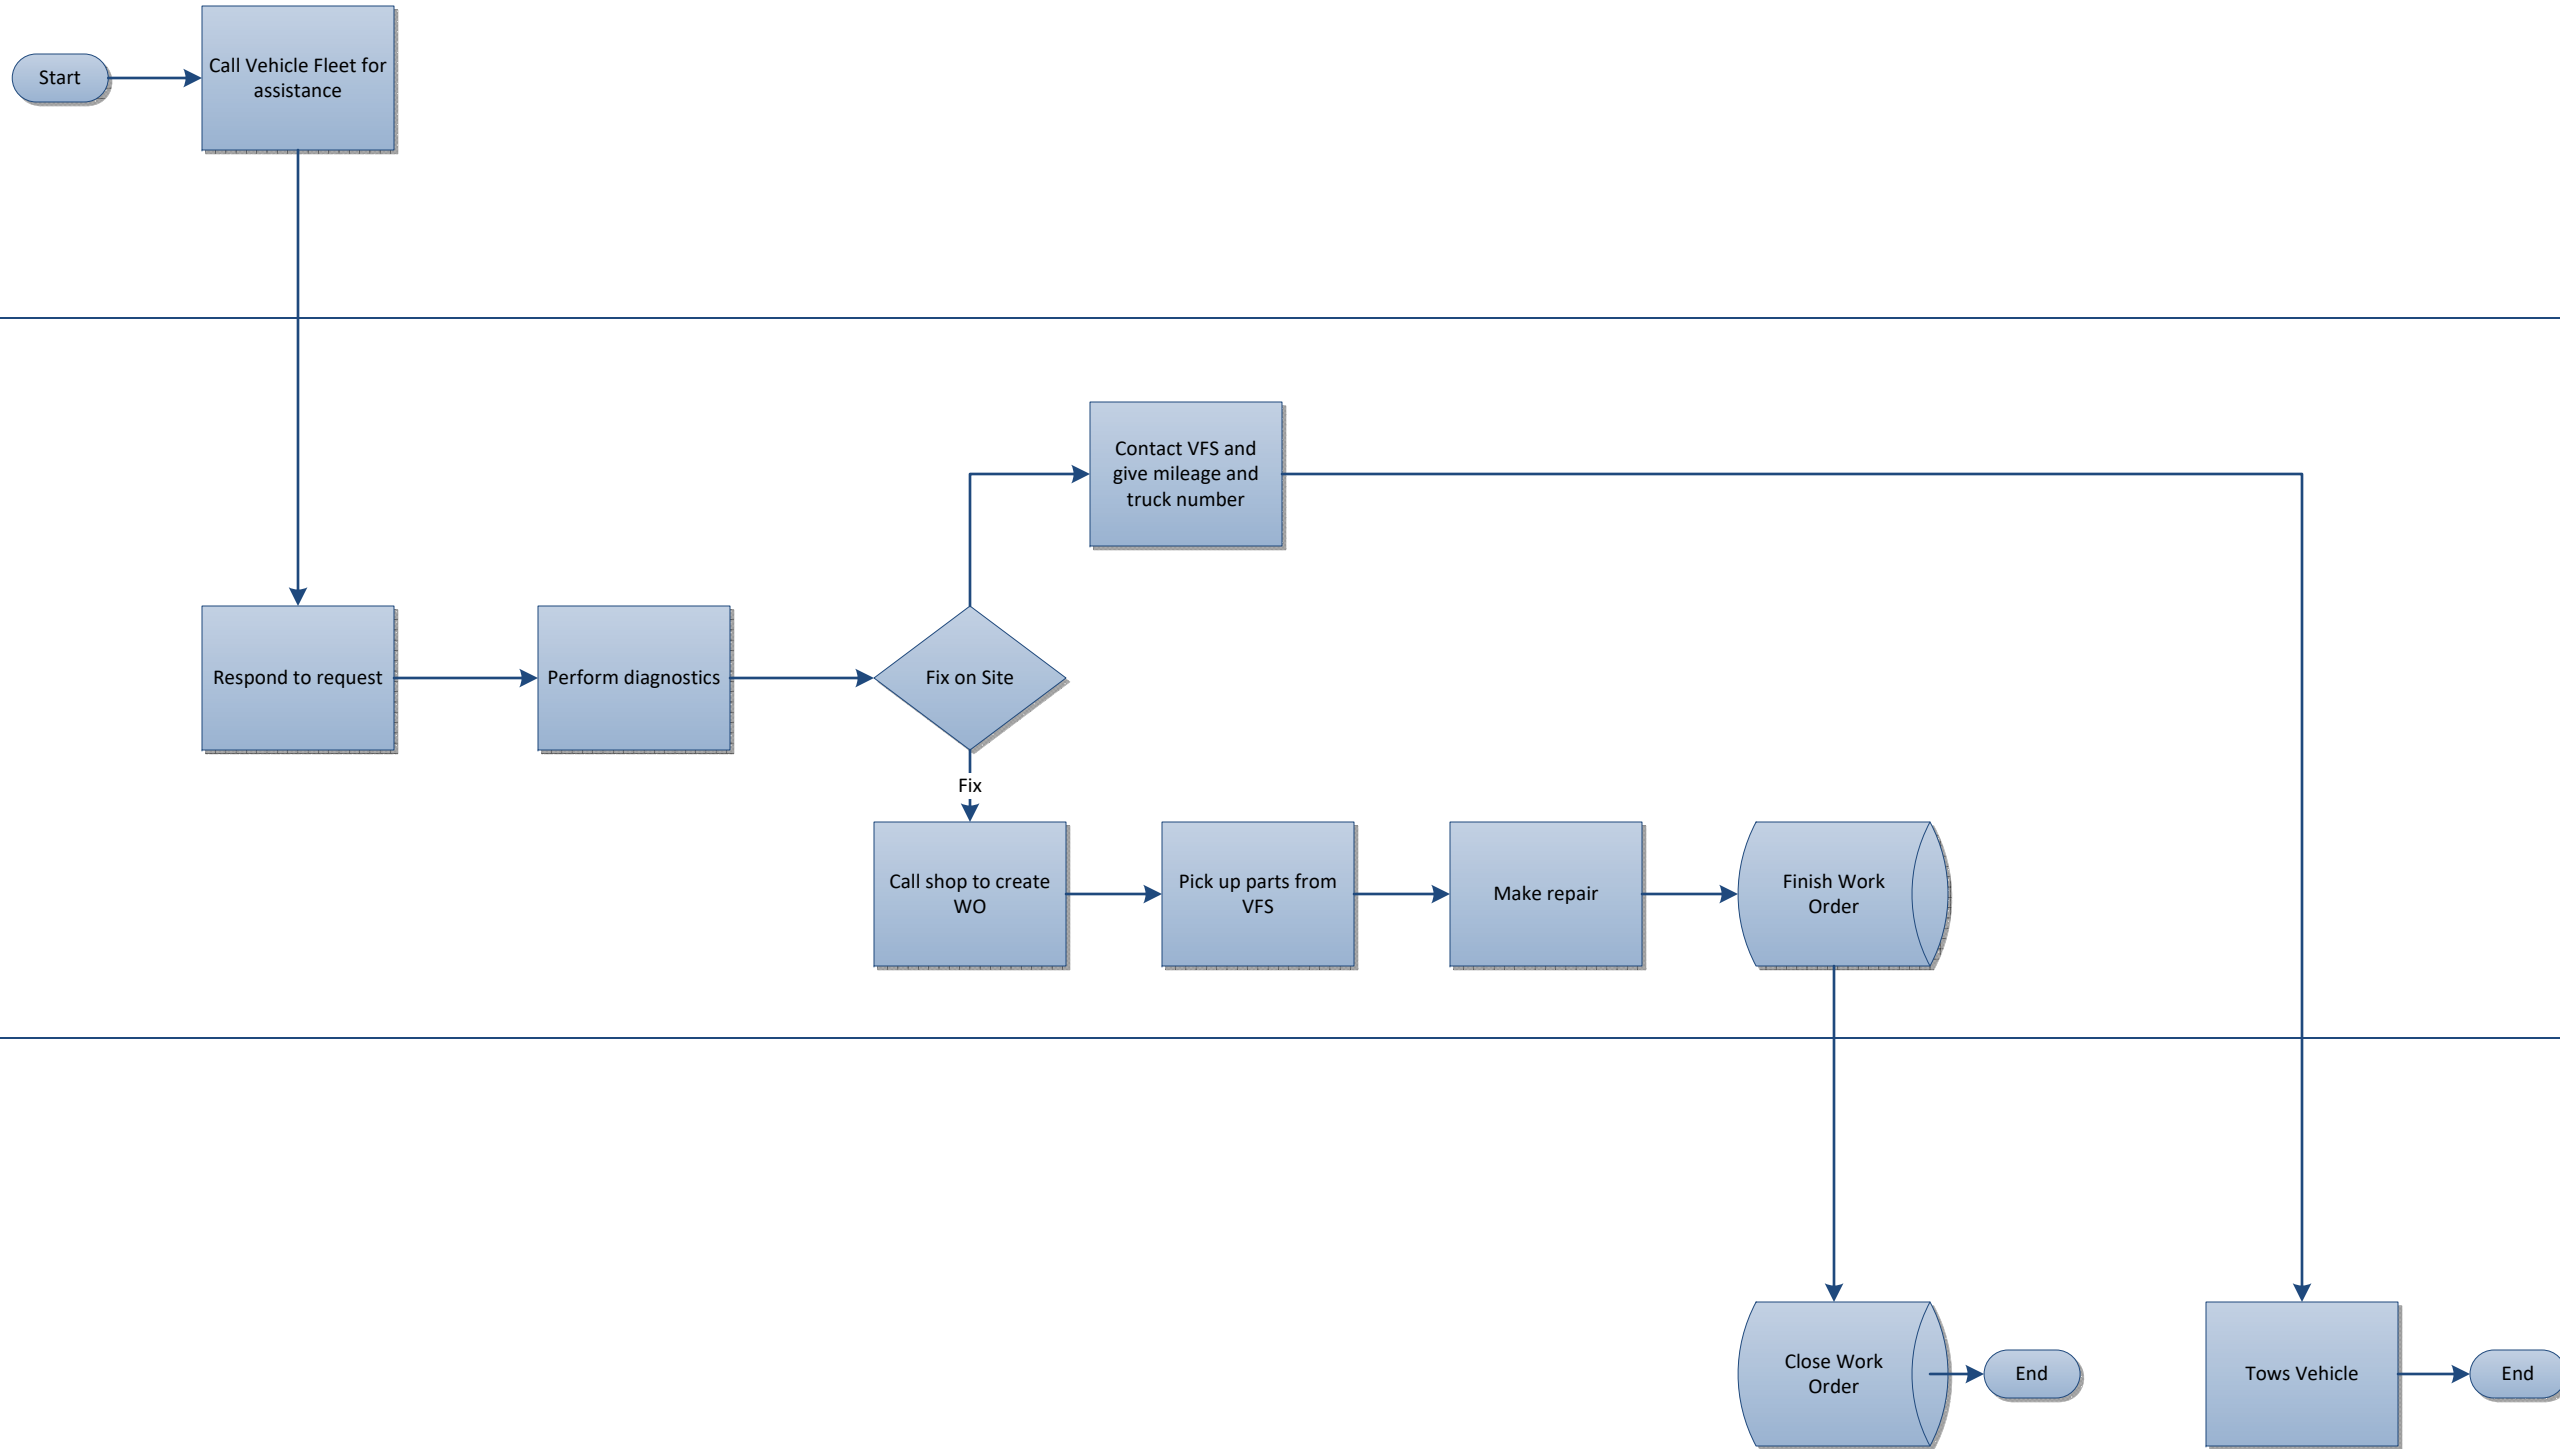 Start
Call Vehicle Fleet for
assistance
Contact VFS and
give mileage and
truck number
Respond to request
Perform diagnostics
Fix on Site
Fix
Call shop to create
WO
Pick up parts from
VFS
Make repair
Finish Work
Order
Close Work
Order
End
Tows Vehicle
End